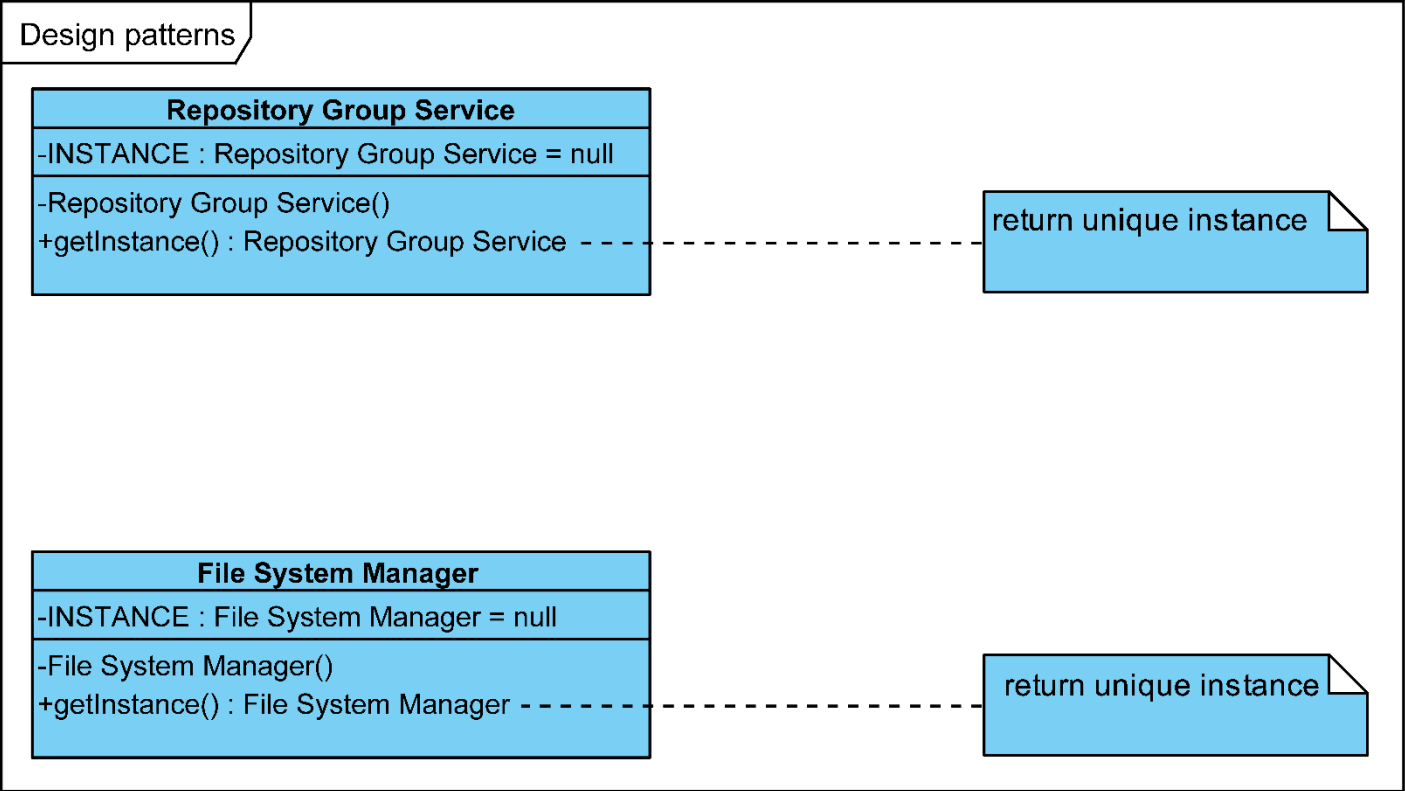 Design patterns
Repository Group Service
-INSTANCE : Repository Group Service = null
-Repository Group Service()
+getInstance() : Repository Group Service
return unique instance
File System Manager
-INSTANCE : File System Manager = null
-File System Manager()
+getInstance() : File System Manager
return unique instance